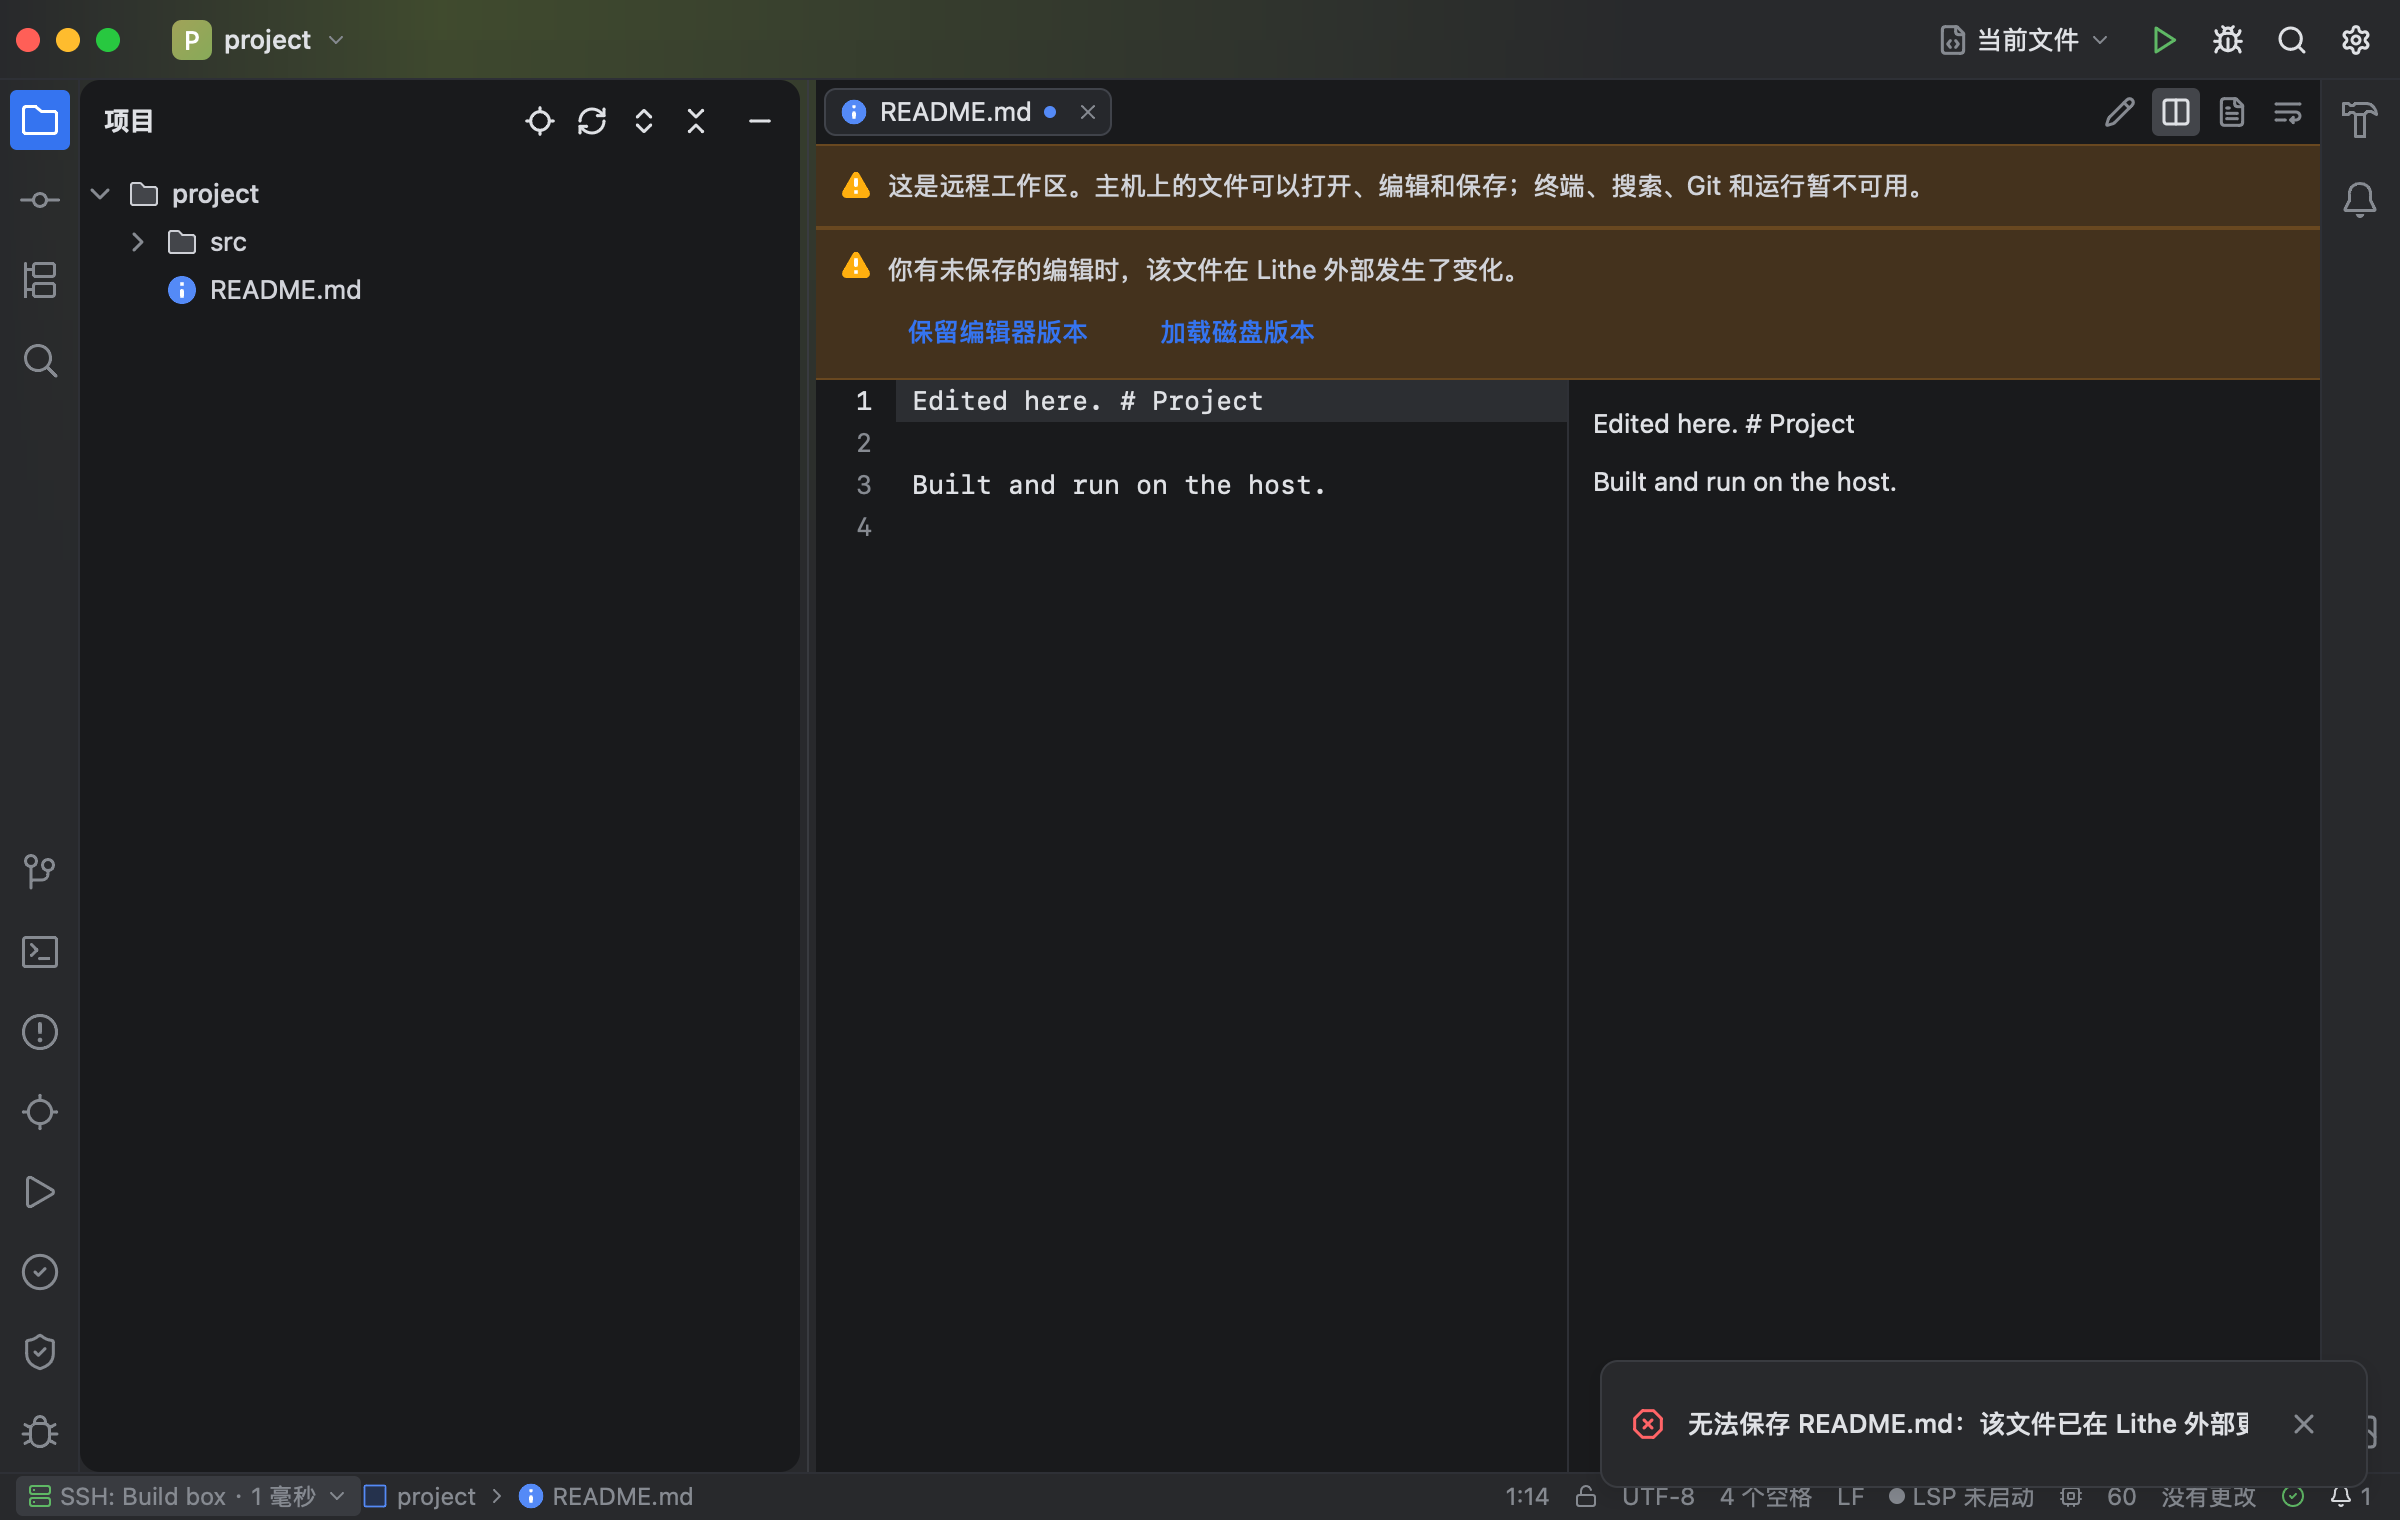 P project
当前文件
项目
project
src
README.md
README.md
这是远程工作区。主机上的文件可以打开、编辑和保存；终端、搜索、Git 和运行暂不可用。
你有未保存的编辑时，该文件在 Lithe 外部发生了变化。
保留编辑器版本 加载磁盘版本
1 Edited here. # Project
2
3 Built and run on the host.
4
Edited here. # Project
Built and run on the host.
无法保存 README.md：该文件已在 Lithe 外部
SSH: Build box · 1 毫秒 project README.md 1:14 UTF-8 4 个空格 LF LSP 未启动 60 没有更改 1